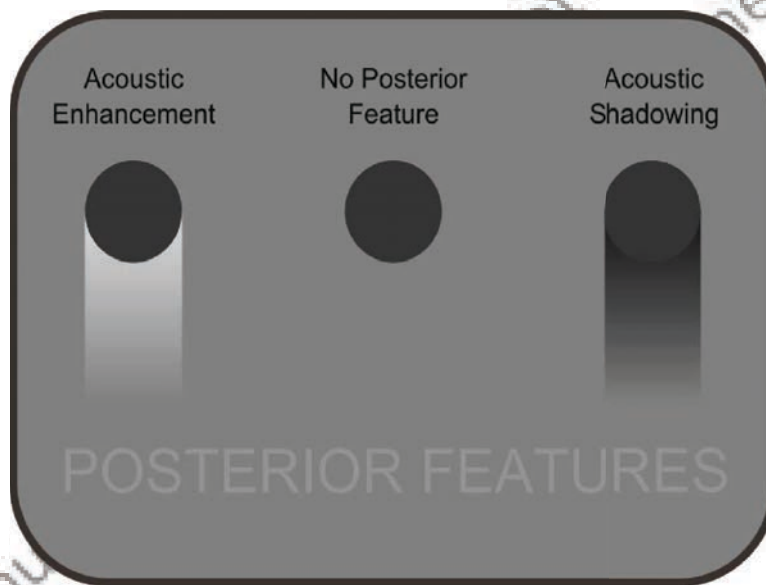 Acoustic
Enhancement
No Posterior
Feature
Acoustic
Shadowing
POSTERIOR FEATURES